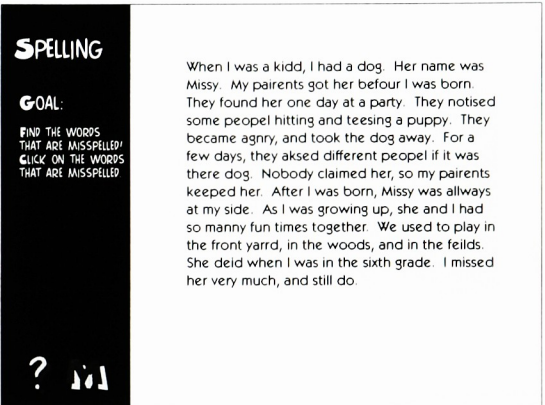 SPELLING
GOAL:
FIND THE WORDS
THAT ARE MISSPELLED!
CLICK ON THE WORDS
THAT ARE MISSPELLED
When I was a kidd, I had a dog. Her name was
Missy. My pairents got her befour I was born.
They found her one day at a party. They notised
some peopel hitting and teesing a puppy. They
became agnry, and took the dog away. For a
few days, they aksed different peopel if it was
there dog. Nobody claimed her, so my pairents
keeped her. After I was born, Missy was allways
at my side. As I was growing up, she and I had
so manny fun times together. We used to play in
the front yarrd, in the woods, and in the feilds.
She deid when I was in the sixth grade. I missed
her very much, and still do.
?